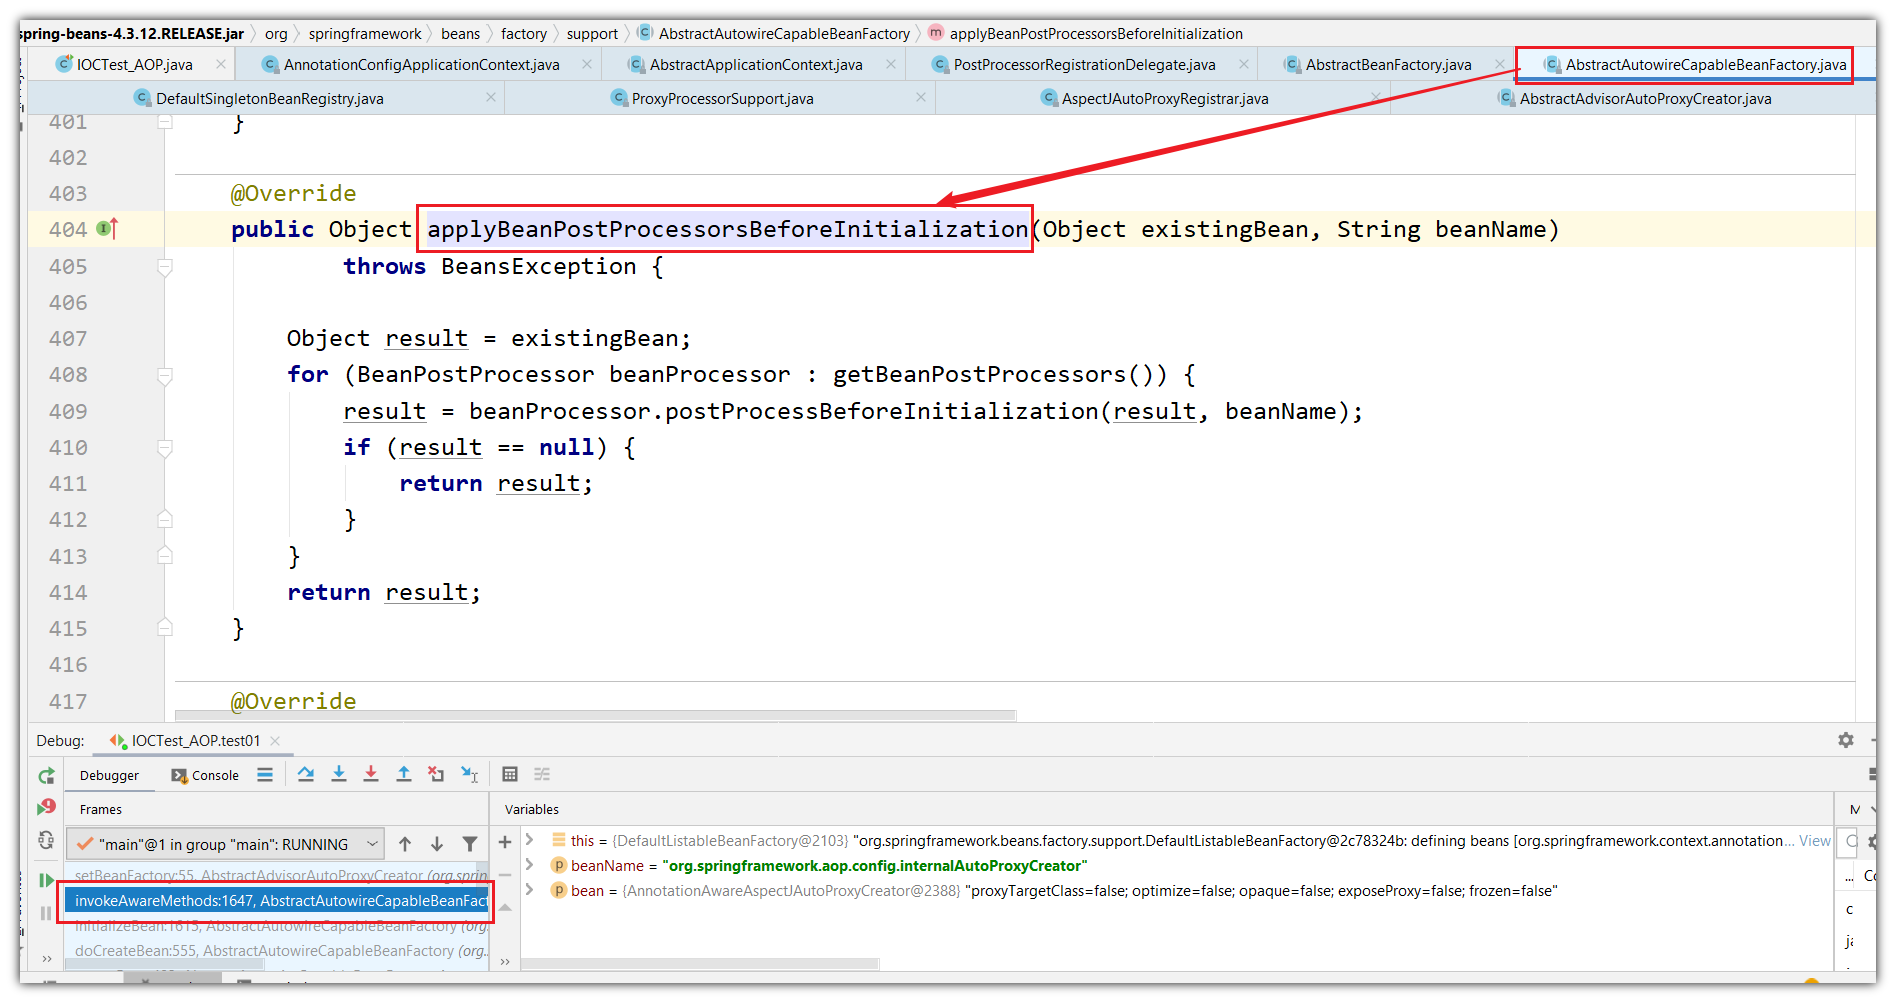 spring-beans-4.3.12.RELEASE.jar org springframework beans factory support AbstractAutowireCapableBeanFactory applyBeanPostProcessorsBeforeInitialization
IOCTest_AOP.java AnnotationConfigApplicationContext.java AbstractApplicationContext.java PostProcessorRegistrationDelegate.java AbstractBeanFactory.java AbstractAutowireCapableBeanFactory.java
DefaultSingletonBeanRegistry.java ProxyProcessorSupport.java AspectJAutoProxyRegistrar.java AbstractAdvisorAutoProxyCreator.java
401 }
402
403 @Override
404 public Object applyBeanPostProcessorsBeforeInitialization(Object existingBean, String beanName)
405 throws BeansException {
406
407 Object result = existingBean;
408 for (BeanPostProcessor beanProcessor : getBeanPostProcessors()) {
409 result = beanProcessor.postProcessBeforeInitialization(result, beanName);
410 if (result == null) {
411 return result;
412 }
413 }
414 return result;
415 }
416
417 @Override
Debug: IOCTest_AOP.test01
Debugger Console
Frames Variables
"main"@1 in group "main": RUNNING
setBeanFactory:55, AbstractAdvisorAutoProxyCreator (org.sprin
invokeAwareMethods:1647, AbstractAutowireCapableBeanFact
initializeBean:1615, AbstractAutowireCapableBeanFactory (org.
doCreateBean:555, AbstractAutowireCapableBeanFactory (org..
this = {DefaultListableBeanFactory@2103} "org.springframework.beans.factory.support.DefaultListableBeanFactory@2c78324b: defining beans [org.springframework.context.annotation... View
beanName = "org.springframework.aop.config.internalAutoProxyCreator"
bean = {AnnotationAwareAspectJAutoProxyCreator@2388} "proxyTargetClass=false; optimize=false; opaque=false; exposeProxy=false; frozen=false"